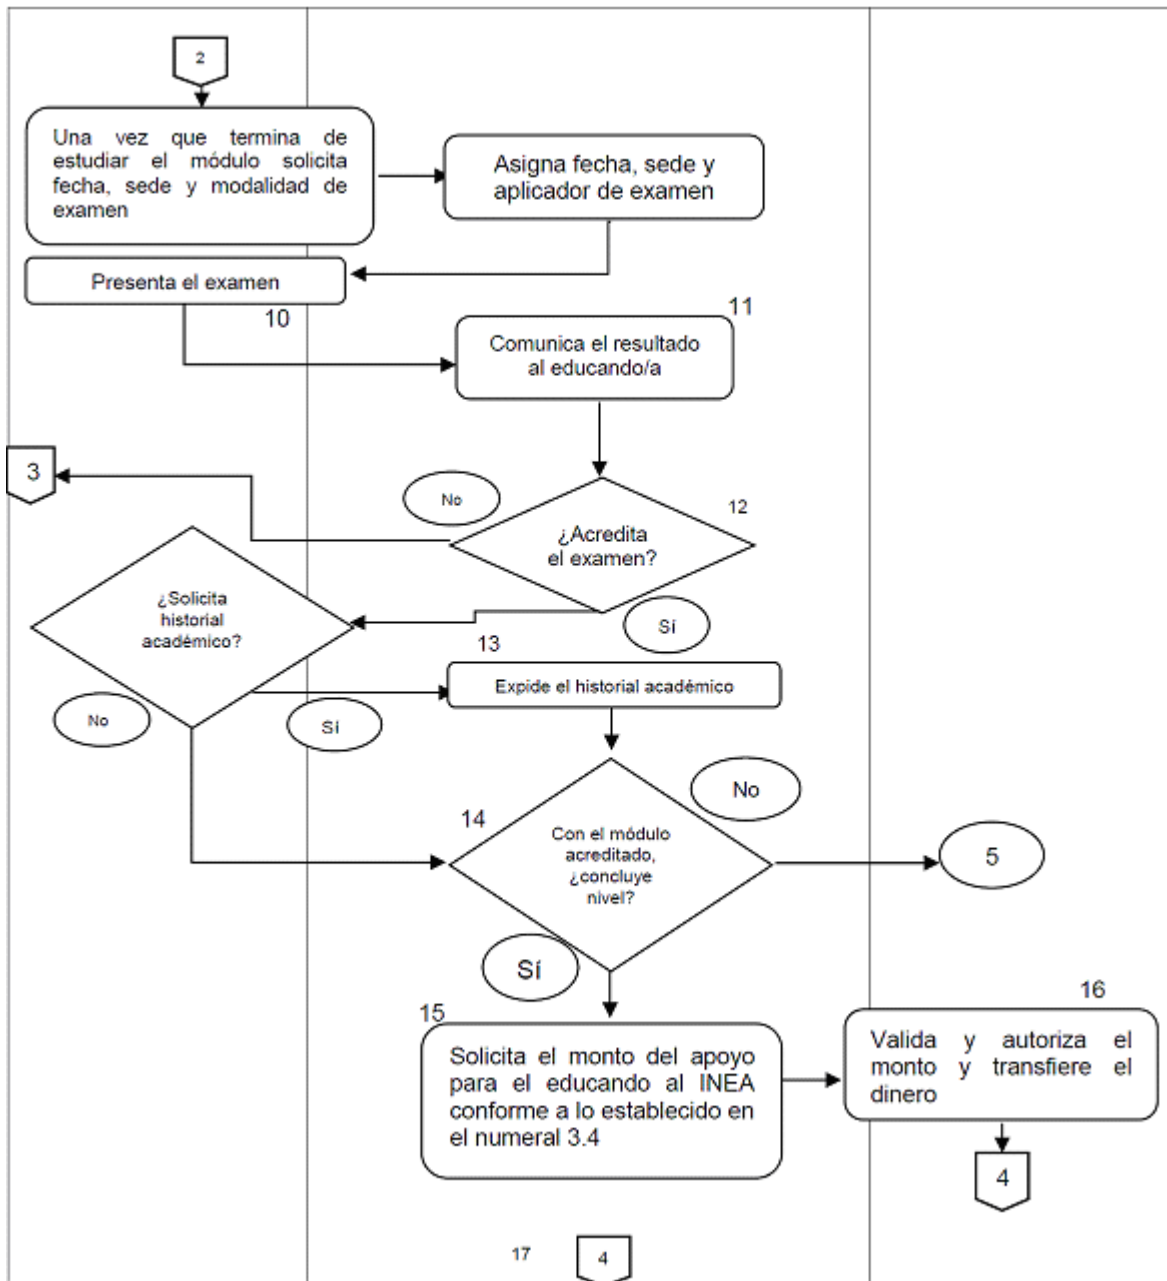 2
Una vez que termina de
estudiar el módulo solicita
fecha, sede y modalidad de
examen
Asigna fecha, sede y
aplicador de examen
Presenta el examen
10
11
Comunica el resultado
al educando/a
3
No
12
¿Acredita
el examen?
¿Solicita
historial
académico?
Sí
13
Expide el historial académico
No
Sí
No
14
Con el módulo
acreditado,
¿concluye
nivel?
5
Sí
15
Solicita el monto del apoyo
para el educando al INEA
conforme a lo establecido en
el numeral 3.4
16
Valida y autoriza el
monto y transfiere el
dinero
4
17
4